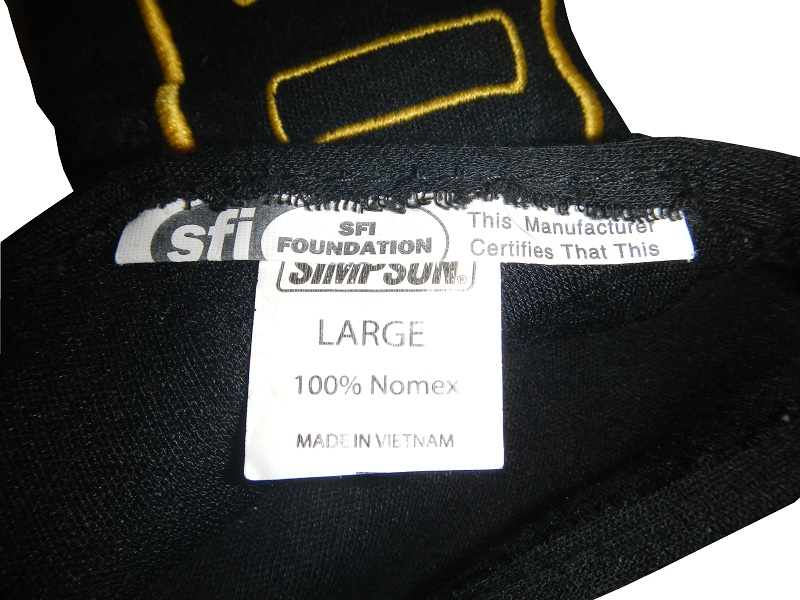 sfi
SFI
FOUNDATION
This Manufacturer
Certifies That This
SIMPSON®
LARGE
100% Nomex
MADE IN VIETNAM